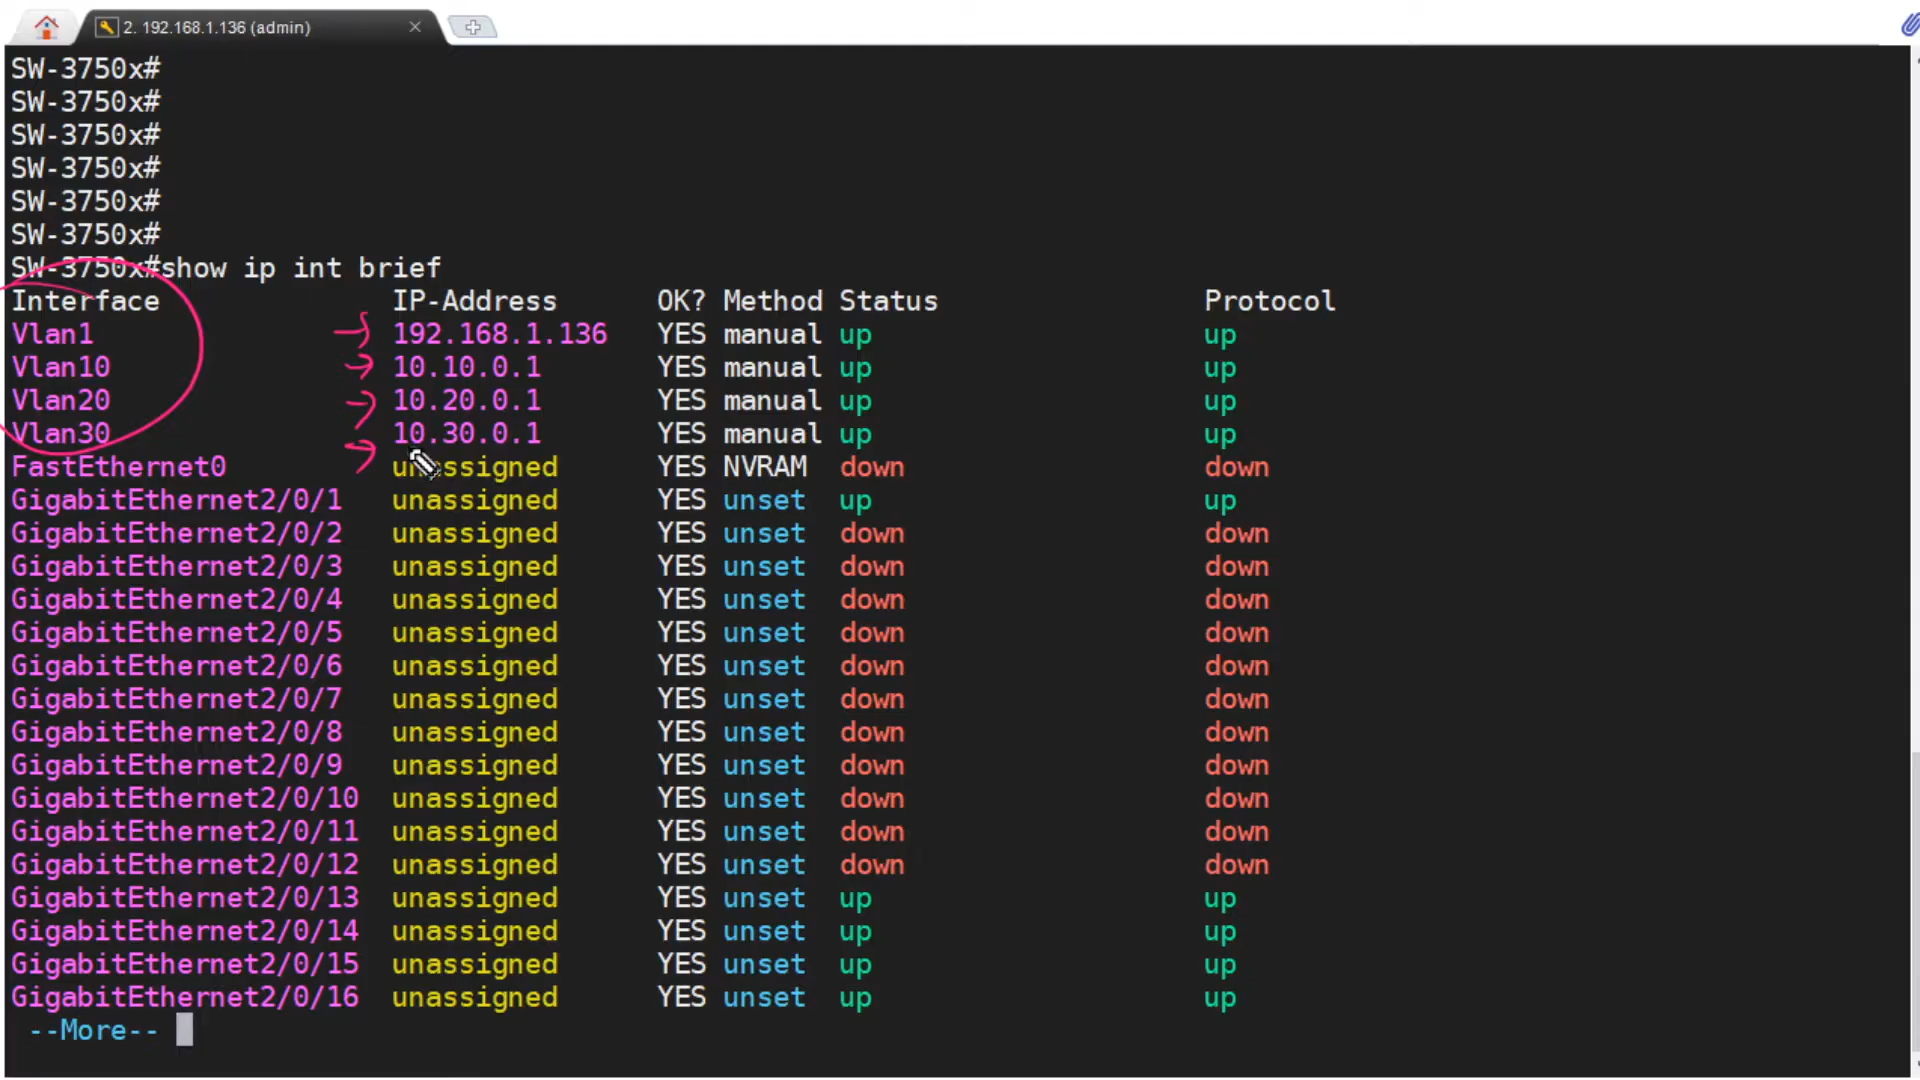 2. 192.168.1.136 (admin)
SW-3750x#
SW-3750x#
SW-3750x#
SW-3750x#
SW-3750x#
SW-3750x#
SW-3750x#show ip int brief
Interface IP-Address OK? Method Status Protocol
Vlan1 192.168.1.136 YES manual up up
Vlan10 10.10.0.1 YES manual up up
Vlan20 10.20.0.1 YES manual up up
Vlan30 10.30.0.1 YES manual up up
FastEthernet0 unassigned YES NVRAM down down
GigabitEthernet2/0/1 unassigned YES unset up up
GigabitEthernet2/0/2 unassigned YES unset down down
GigabitEthernet2/0/3 unassigned YES unset down down
GigabitEthernet2/0/4 unassigned YES unset down down
GigabitEthernet2/0/5 unassigned YES unset down down
GigabitEthernet2/0/6 unassigned YES unset down down
GigabitEthernet2/0/7 unassigned YES unset down down
GigabitEthernet2/0/8 unassigned YES unset down down
GigabitEthernet2/0/9 unassigned YES unset down down
GigabitEthernet2/0/10 unassigned YES unset down down
GigabitEthernet2/0/11 unassigned YES unset down down
GigabitEthernet2/0/12 unassigned YES unset down down
GigabitEthernet2/0/13 unassigned YES unset up up
GigabitEthernet2/0/14 unassigned YES unset up up
GigabitEthernet2/0/15 unassigned YES unset up up
GigabitEthernet2/0/16 unassigned YES unset up up
--More--